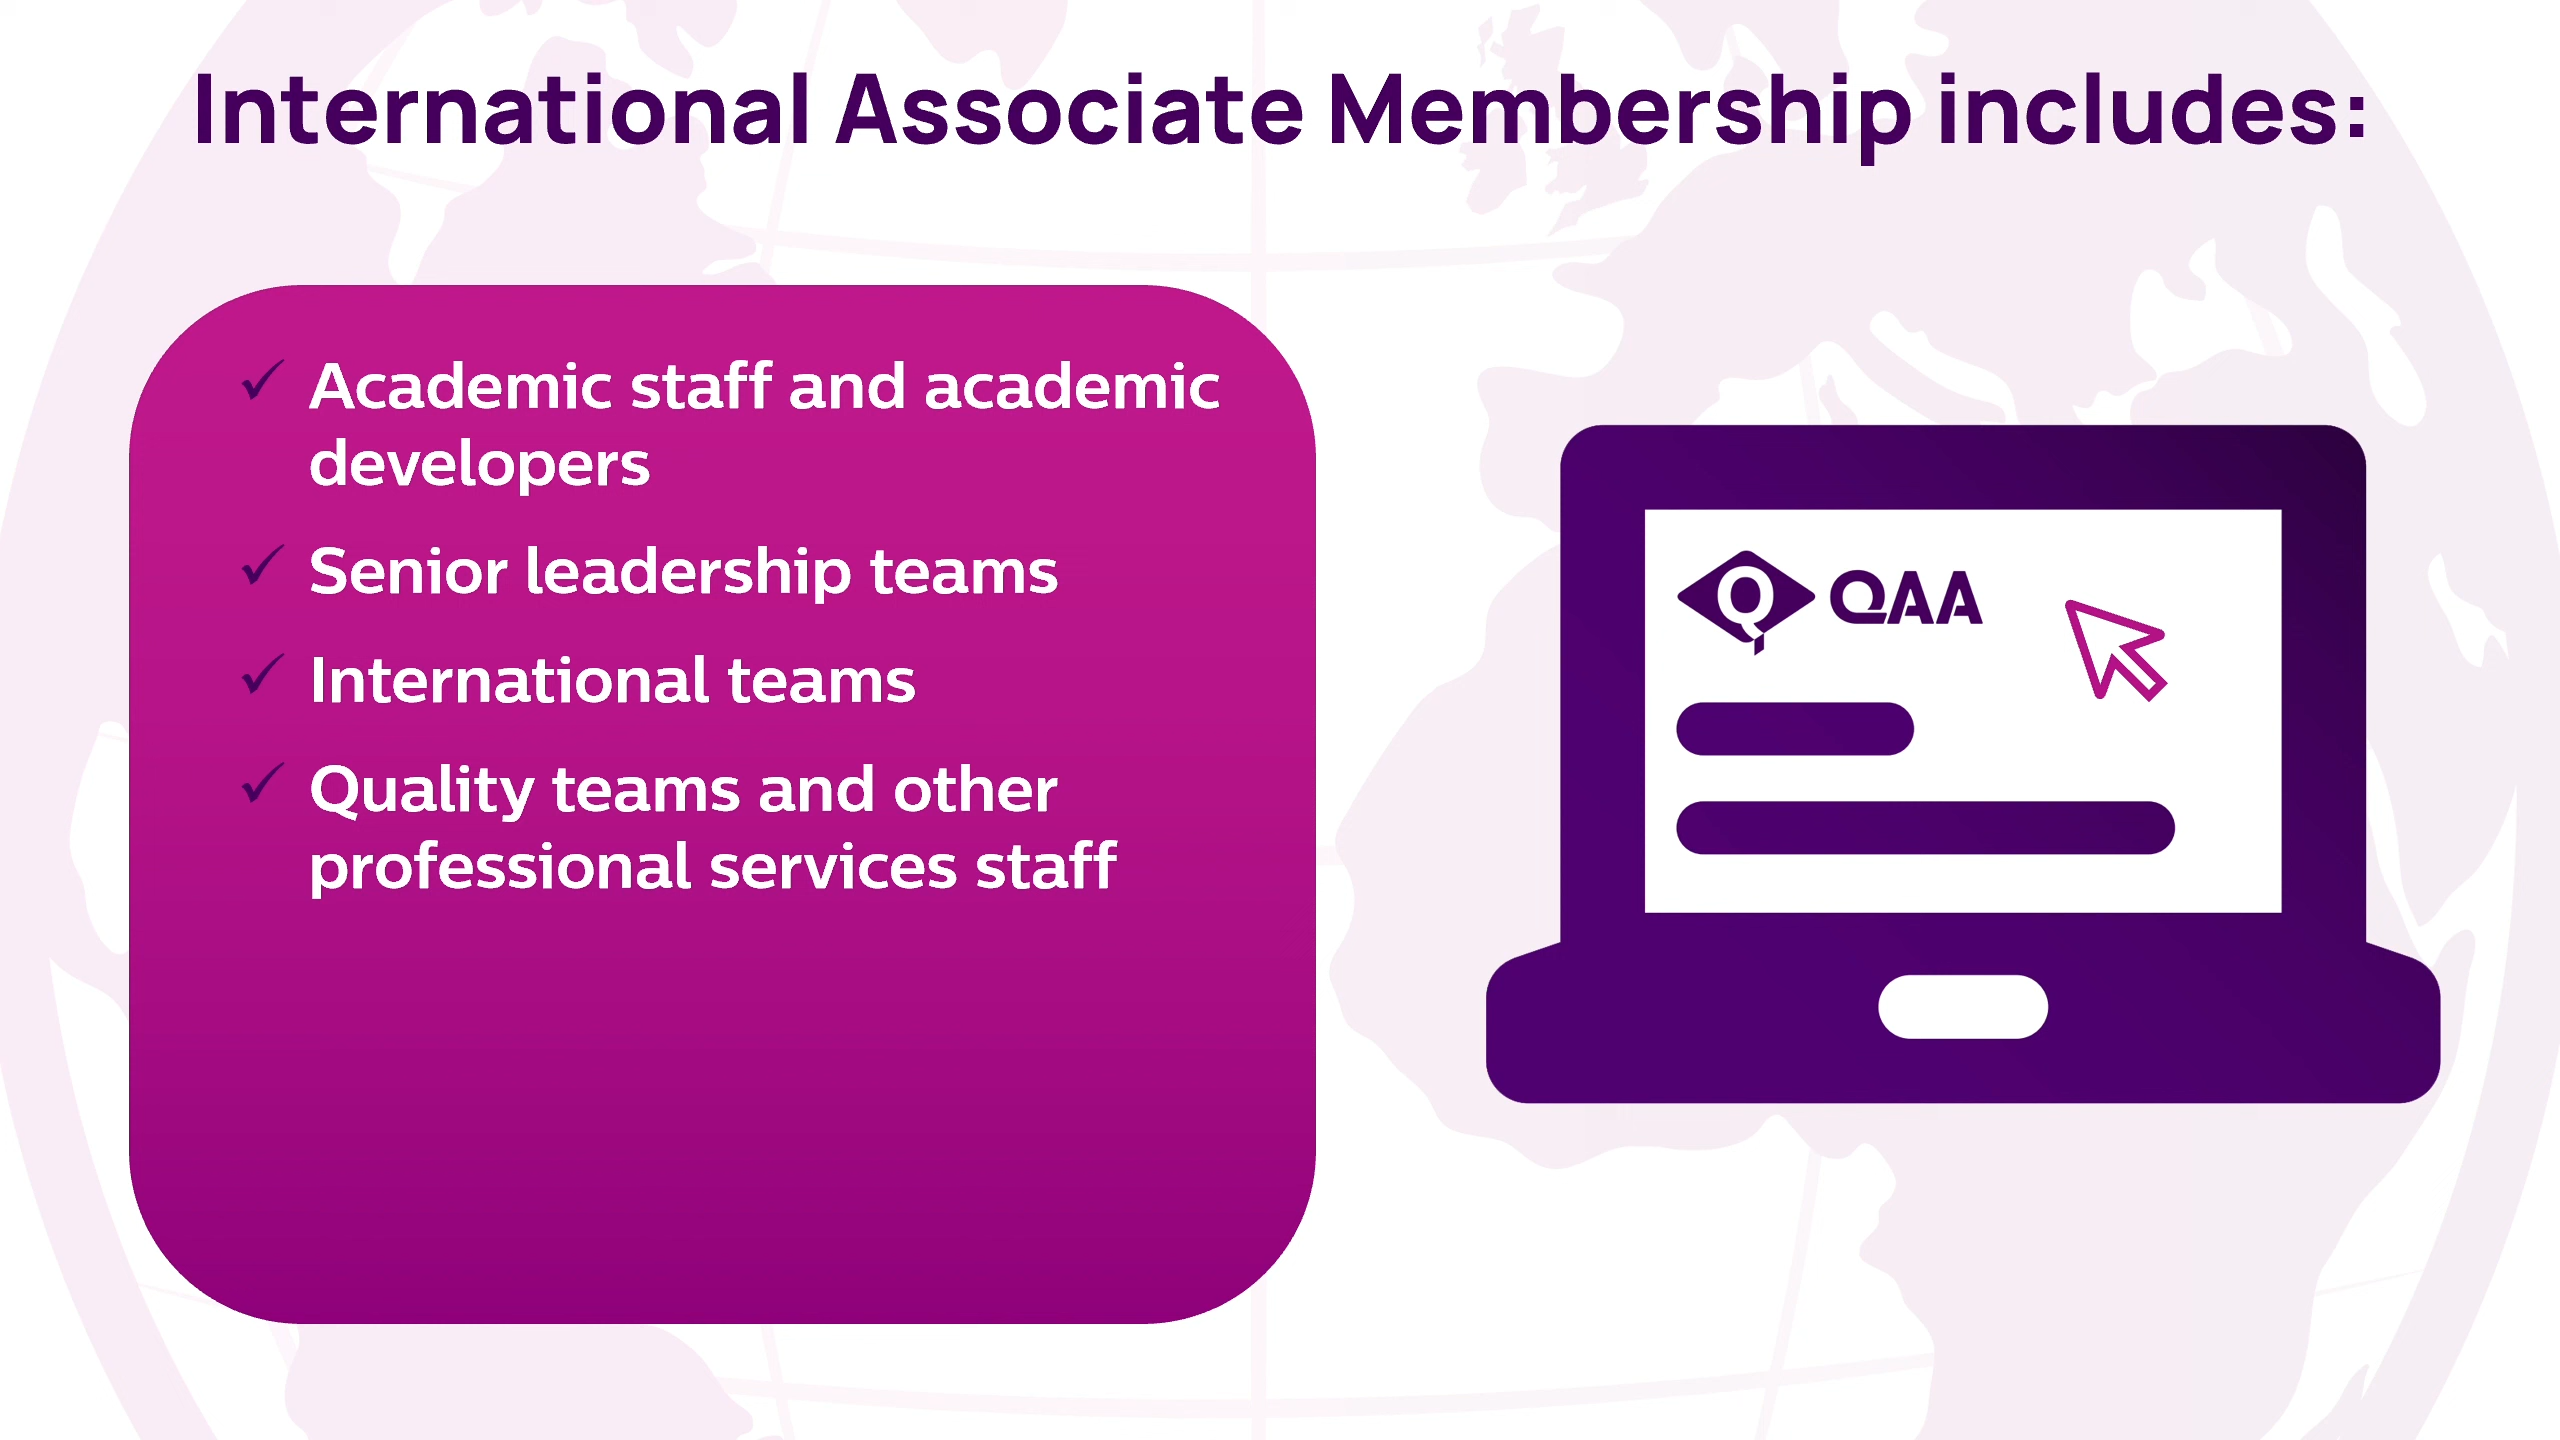 International Associate Membership includes:
✓ Academic staff and academic
developers
✓ Senior leadership teams
✓ International teams
✓ Quality teams and other
professional services staff
Q QAA